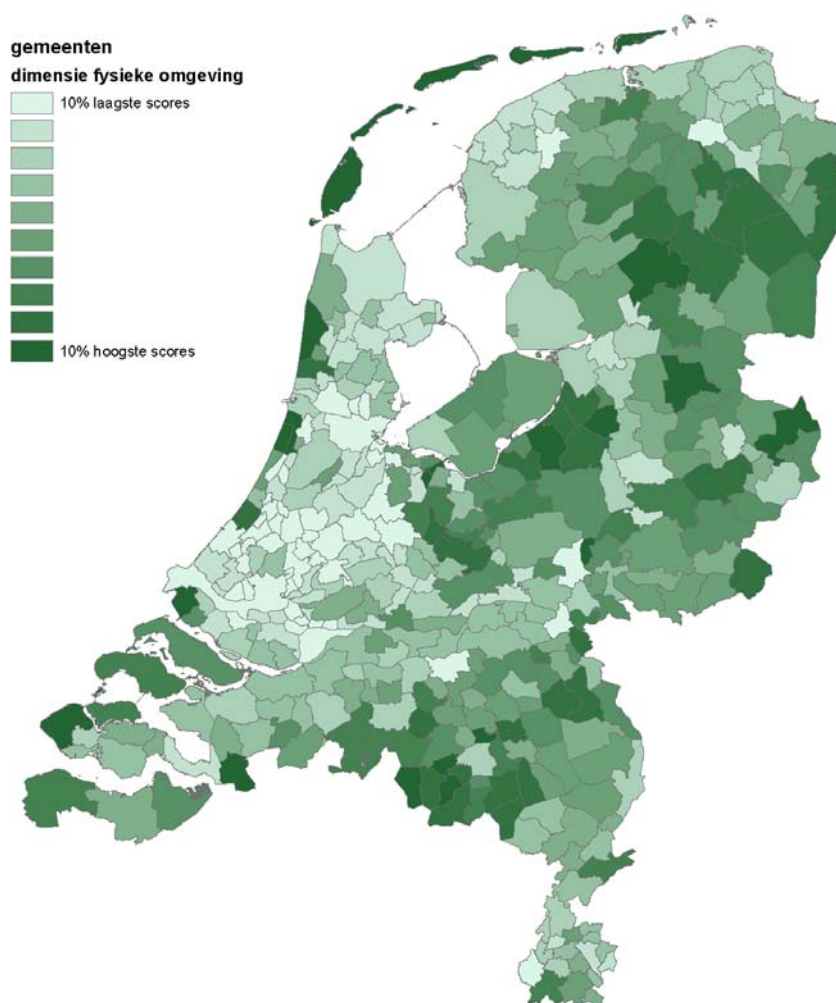 gemeenten
dimensie fysieke omgeving
10% laagste scores
10% hoogste scores